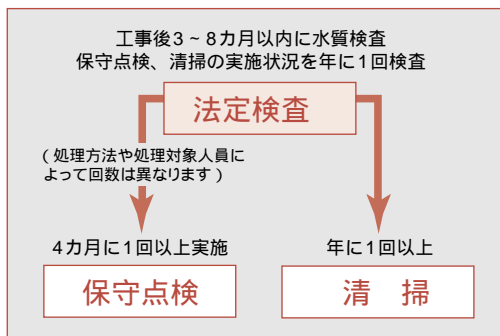 工事後3～8カ月以内に水質検査
保守点検、清掃の実施状況を年に1回検査
法定検査
(処理方法や処理対象人員に
よって回数は異なります)
4カ月に1回以上実施
年に1回以上
保守点検
清　掃